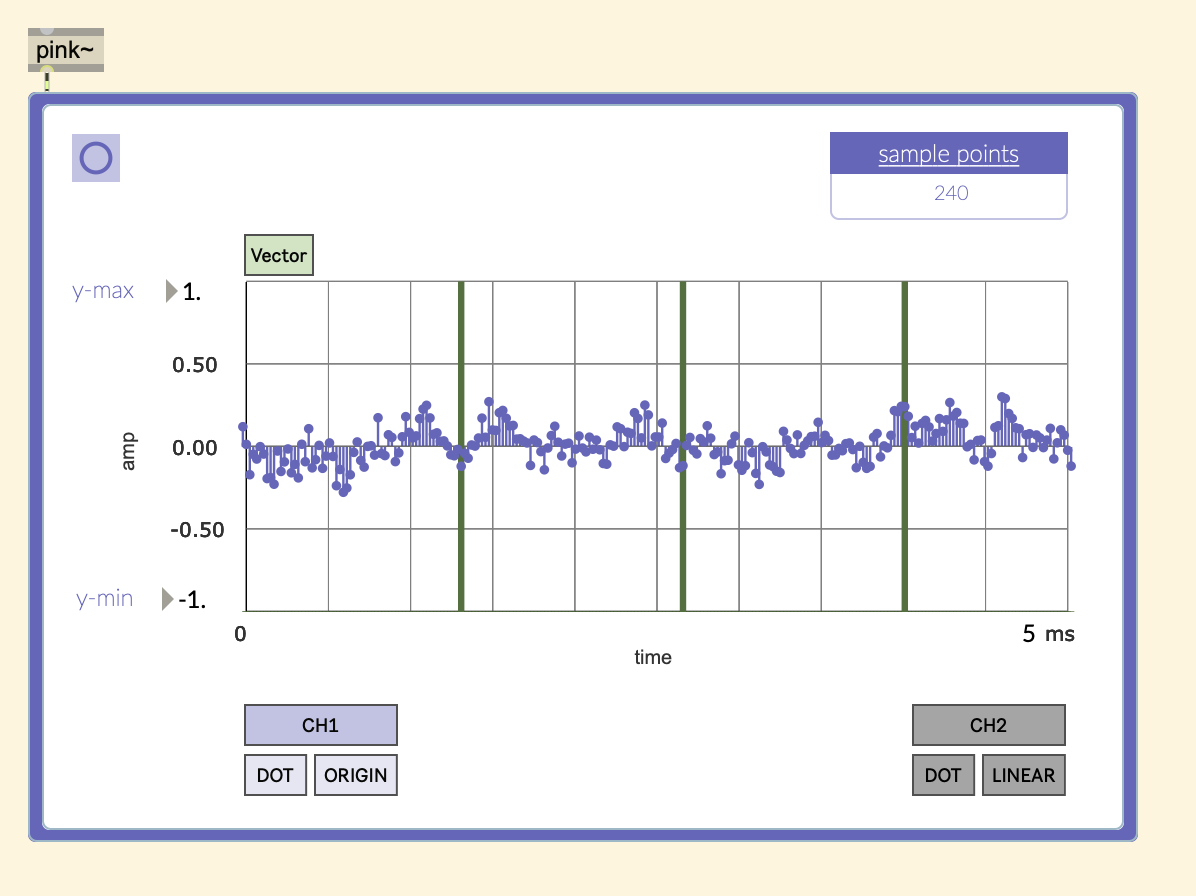 pink~
sample points
240
Vector
y-max 1.
0.50
amp
0.00
-0.50
y-min -1.
0 5 ms
time
CH1 CH2
DOT ORIGIN DOT LINEAR